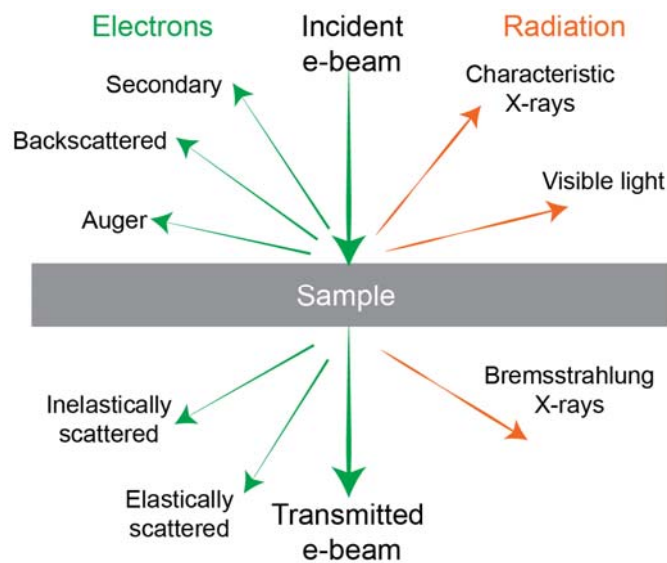 Electrons
Incident
e-beam
Radiation
Secondary
Characteristic
X-rays
Backscattered
Visible light
Auger
Sample
Inelastically
scattered
Bremsstrahlung
X-rays
Elastically
scattered
Transmitted
e-beam